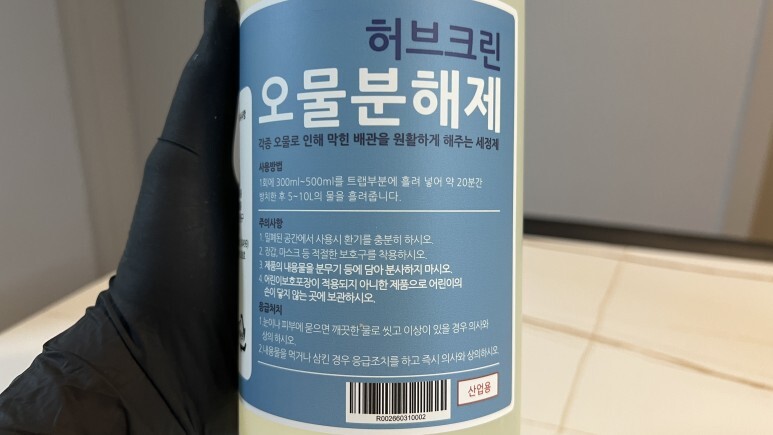 허브크린
오물분해제
각종 오물로 인해 막힌 배관을 원활하게 해주는 세정제
사용방법
1회에 300ml~500ml를 트랩부분에 흘려 넣어 약 20분간
방치한 후 5~10L의 물을 흘려줍니다.
주의사항
1. 밀폐된 공간에서 사용시 환기를 충분히 하시오.
2. 장갑, 마스크 등 적절한 보호구를 착용하시오.
3. 제품의 내용물을 분무기 등에 담아 분사하지 마시오.
4. 어린이보호포장이 적용되지 아니한 제품으로 어린이의
손이 닿지 않는 곳에 보관하시오.
응급처치
1.눈이나 피부에 묻으면 깨끗한 물로 씻고 이상이 있을 경우 의사와
상의 하시오.
2.내용물을 먹거나 삼킨 경우 응급조치를 하고 즉시 의사와 상의하시오.
R002660310002
산업용